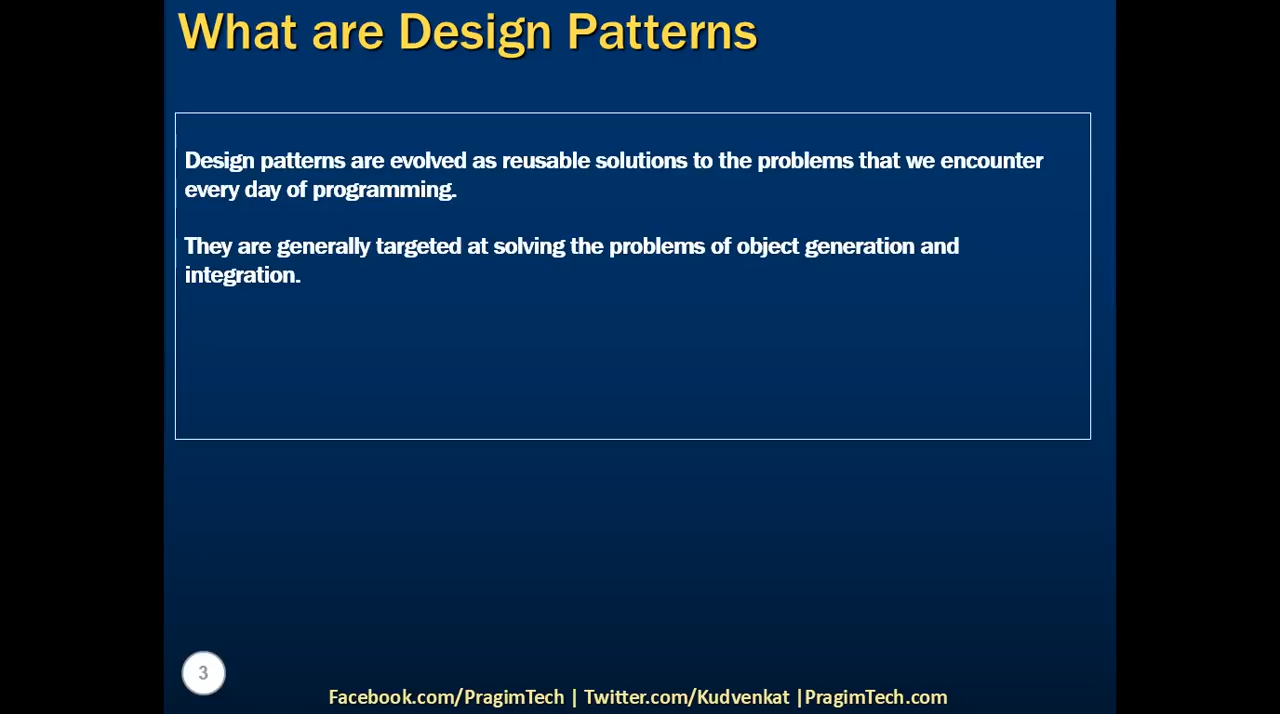 What are Design Patterns
Design patterns are evolved as reusable solutions to the problems that we encounter
every day of programming.
They are generally targeted at solving the problems of object generation and
integration.
3
Facebook.com/PragimTech | Twitter.com/Kudvenkat |PragimTech.com